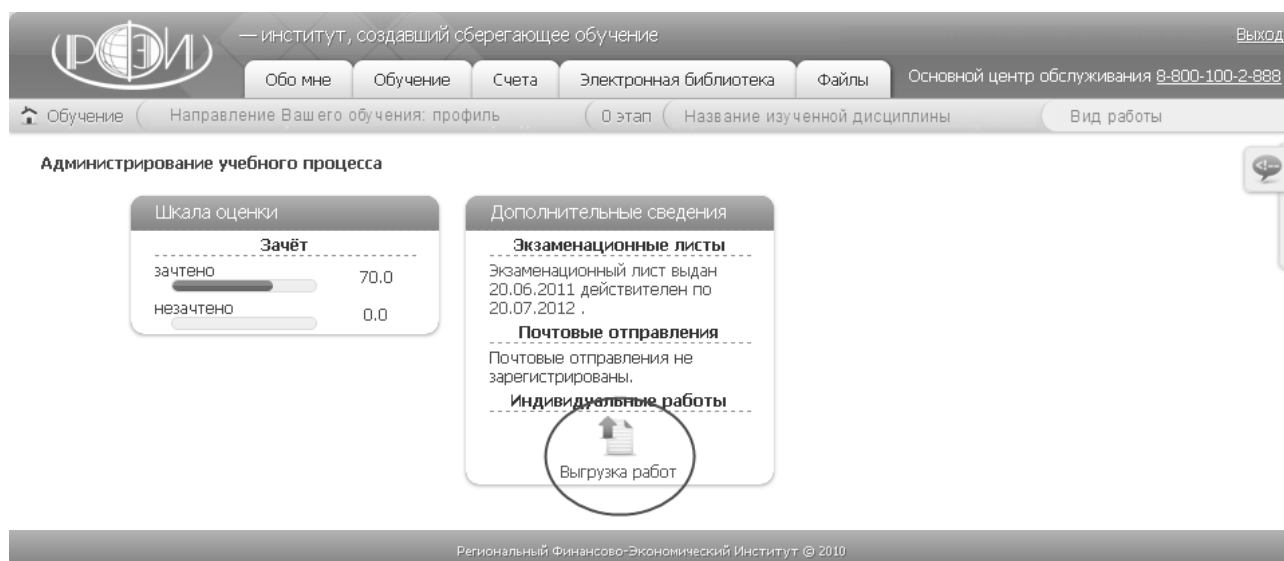 РФЭИ
— институт, создавший сберегающее обучение
Выход
Обо мне
Обучение
Счета
Электронная библиотека
Файлы
Основной центр обслуживания 8-800-100-2-888
Обучение
Направление Вашего обучения: профиль
0 этап
Название изученной дисциплины
Вид работы
Администрирование учебного процесса
Шкала оценки
Зачёт
зачтено 70.0
незачтено 0.0
Дополнительные сведения
Экзаменационные листы
Экзаменационный лист выдан
20.06.2011 действителен по
20.07.2012 .
Почтовые отправления
Почтовые отправления не
зарегистрированы.
Индивидуальные работы
Выгрузка работ
Региональный Финансово-Экономический Институт @ 2010